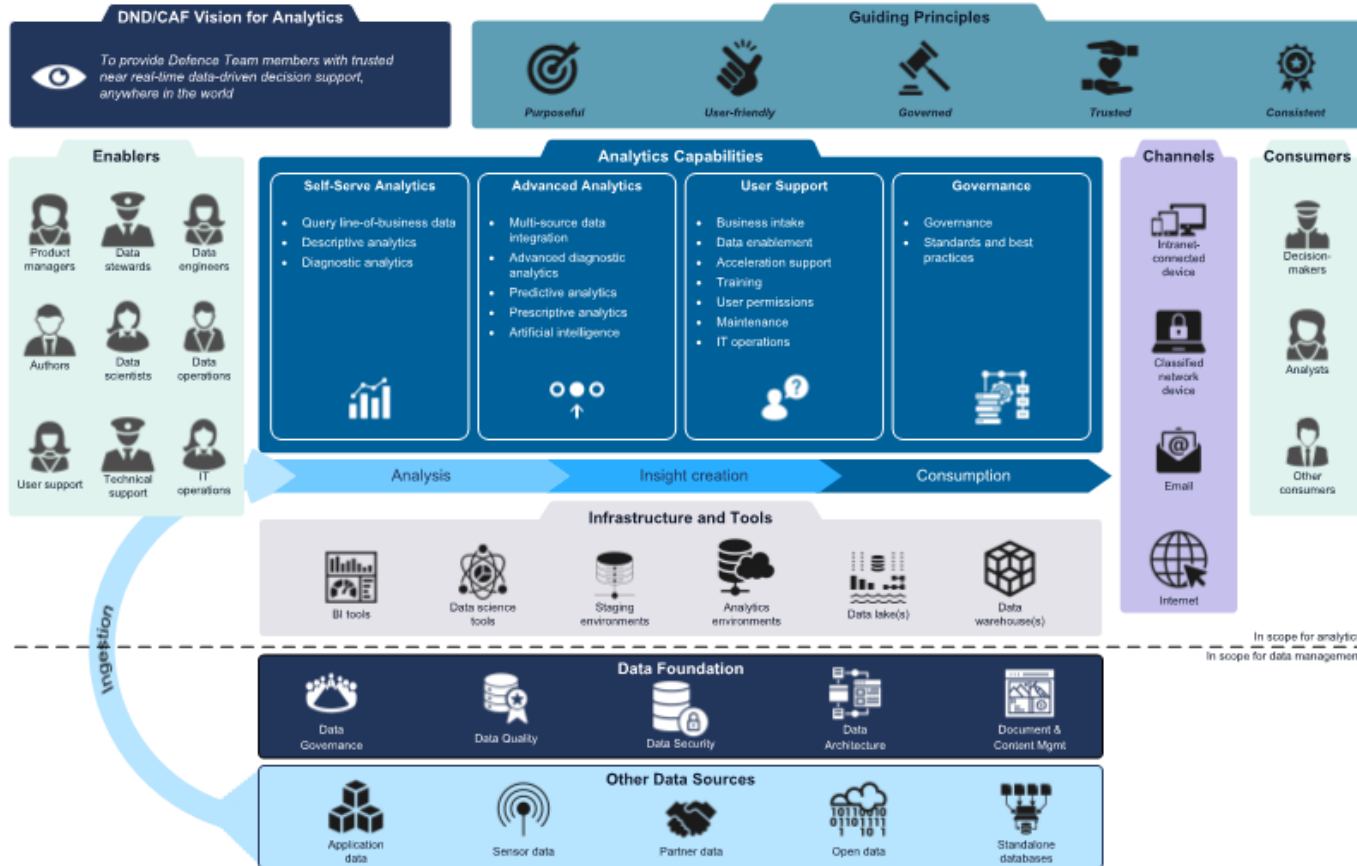 DND/CAF Vision for Analytics
To provide Defence Team members with trusted
near real-time data-driven decision support,
anywhere in the world
Guiding Principles
Purposeful
User-friendly
Governed
Trusted
Consistent
Enablers
Product
managers
Data
stewards
Data
engineers
Authors
Data
scientists
Data
operations
User support
Technical
support
IT
operations
Analytics Capabilities
Self-Serve Analytics
• Query line-of-business data
• Descriptive analytics
• Diagnostic analytics
Advanced Analytics
• Multi-source data
integration
• Advanced diagnostic
analytics
• Predictive analytics
• Prescriptive analytics
• Artificial intelligence
User Support
• Business intake
• Data enablement
• Acceleration support
• Training
• User permissions
• Maintenance
• IT operations
?
Governance
• Governance
• Standards and best
practices
Channels
Intranet-
connected
device
Classified
network
device
@
Email
Internet
Consumers
Decision-
makers
Analysts
Other
consumers
Analysis
Insight creation
Consumption
Infrastructure and Tools
BI tools
Data science
tools
Staging
environments
Analytics
environments
Data lake(s)
Data
warehouse(s)
Ingestion
In scope for analytics
In scope for data management
Data Foundation
Data
Governance
Data Quality
Data Security
Data
Architecture
Document &
Content Mgmt
Other Data Sources
Application
data
Sensor data
Partner data
10110010
01101111
1 10 1
Open data
Standalone
databases